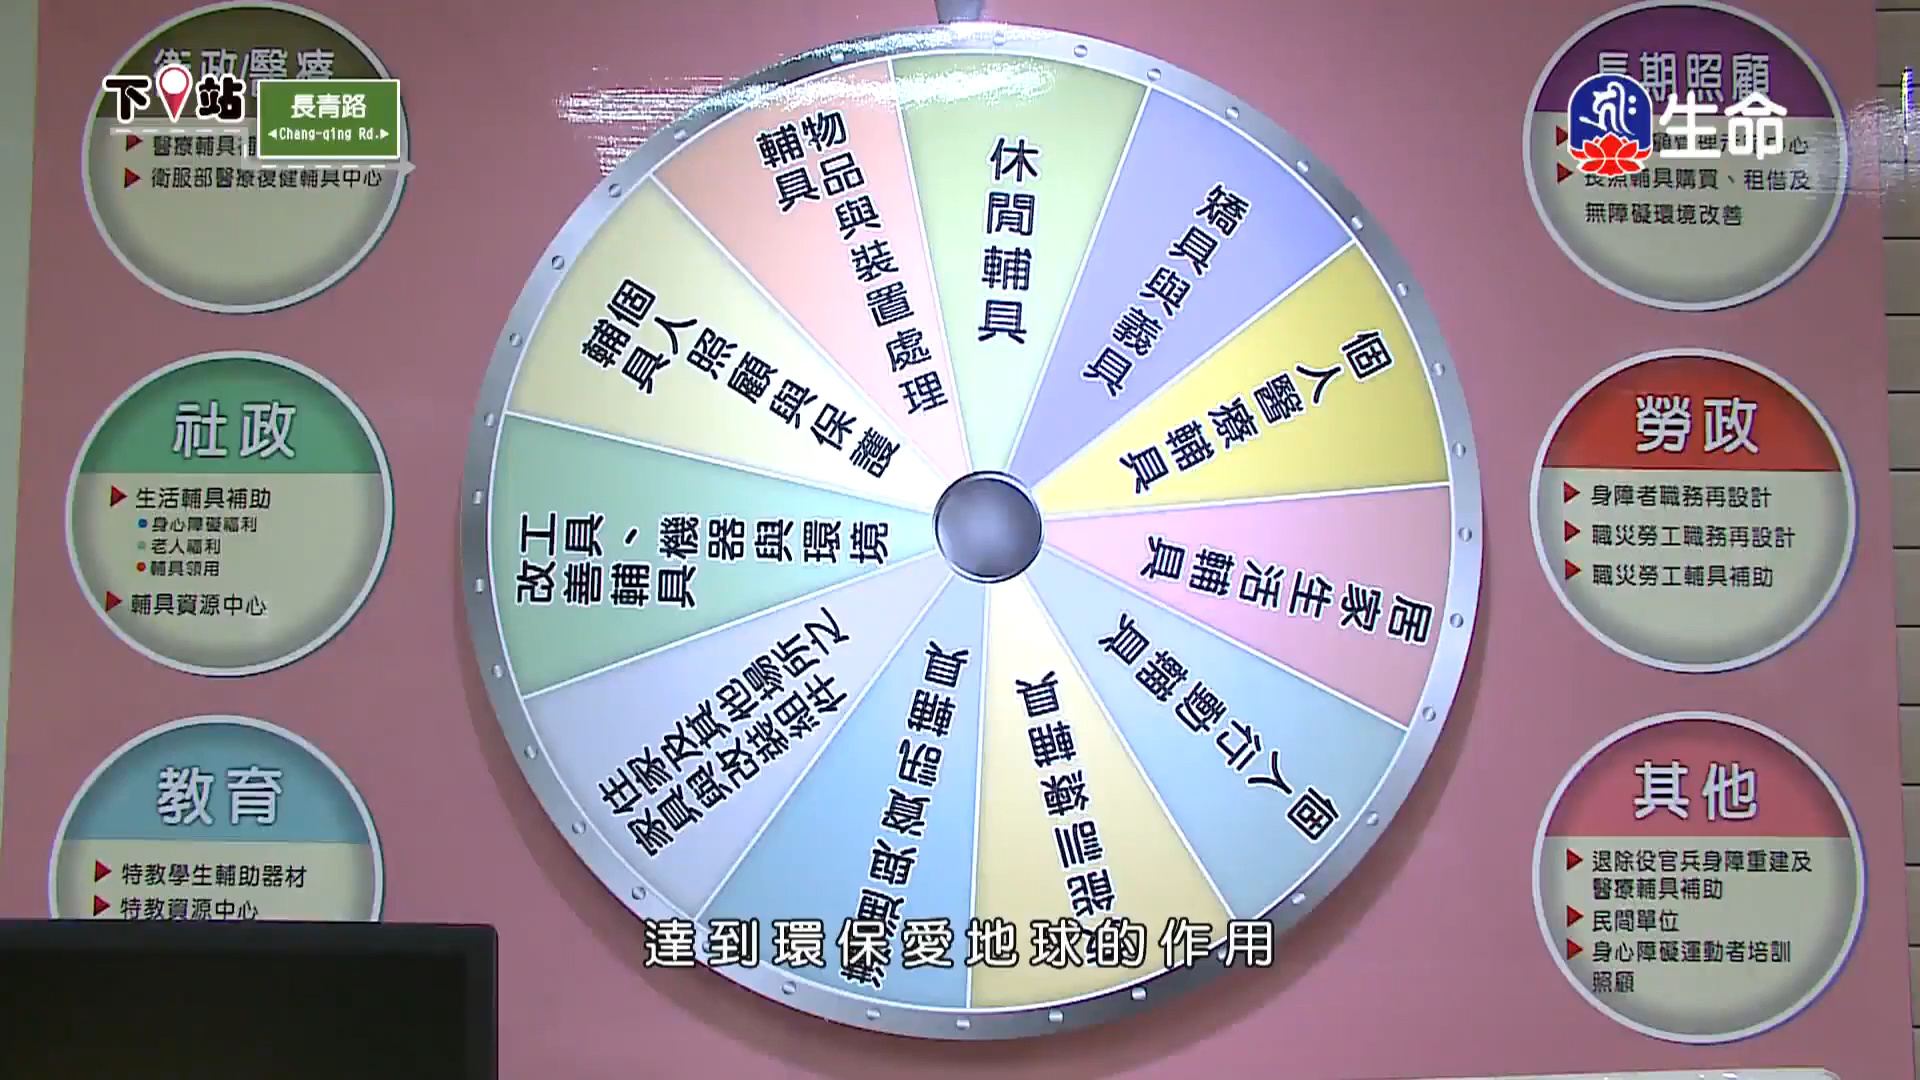 下站
長青路
Chang-qing Rd.
生命
衛政/醫療
衛服部醫療復健輔具中心
社政
生活輔具補助
身心障礙福利
老人福利
輔具領用
輔具資源中心
教育
特教學生輔助器材
特教資源中心
休閒輔具
矯具與義具
個人醫療輔具
居家生活輔具
個人行動輔具
技能訓練輔具
溝通與資訊輔具
住家及其他場所之
家具與改裝組件
工具、機器與環境
改善輔具
個人照顧與保護
輔具
物品與裝置處理
輔具
長期照顧
長照輔具購買、租借及
無障礙環境改善
勞政
身障者職務再設計
職災勞工職務再設計
職災勞工輔具補助
其他
退除役官兵身障重建及
醫療輔具補助
民間單位
身心障礙運動者培訓
照顧
達到環保愛地球的作用